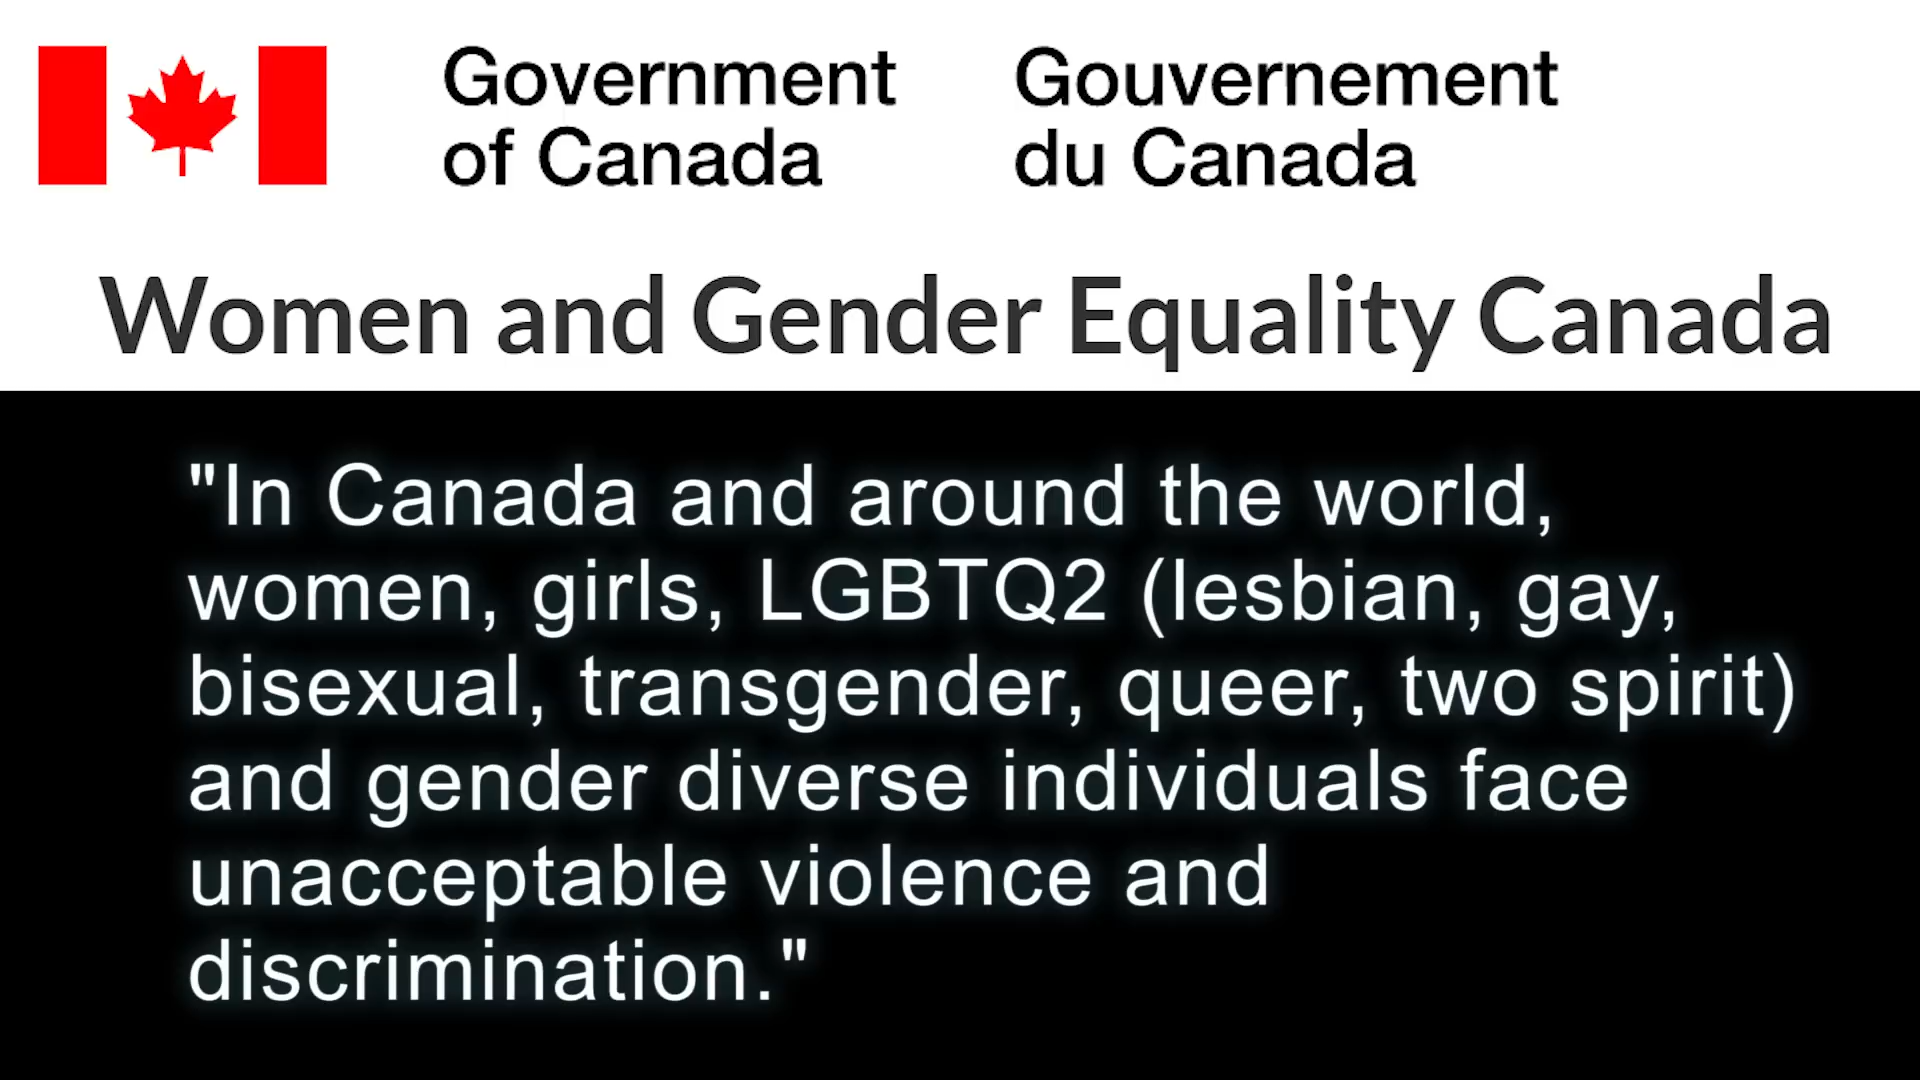 Government
of Canada
Gouvernement
du Canada
Women and Gender Equality Canada
"In Canada and around the world,
women, girls, LGBTQ2 (lesbian, gay,
bisexual, transgender, queer, two spirit)
and gender diverse individuals face
unacceptable violence and
discrimination."